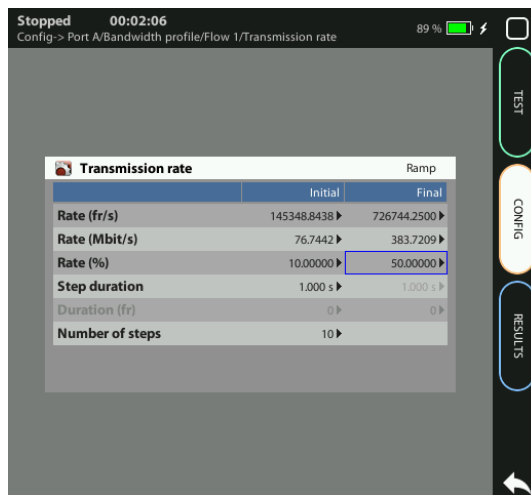 Stopped 00:02:06
89 %
Config-> Port A/Bandwidth profile/Flow 1/Transmission rate
TEST
Transmission rate Ramp
Initial Final
Rate (fr/s) 145348.8438 726744.2500
Rate (Mbit/s) 76.7442 383.7209
CONFIG
Rate (%) 10.00000 50.00000
Step duration 1.000 s 1.000 s
Duration (fr) 0 0
Number of steps 10
RESULTS